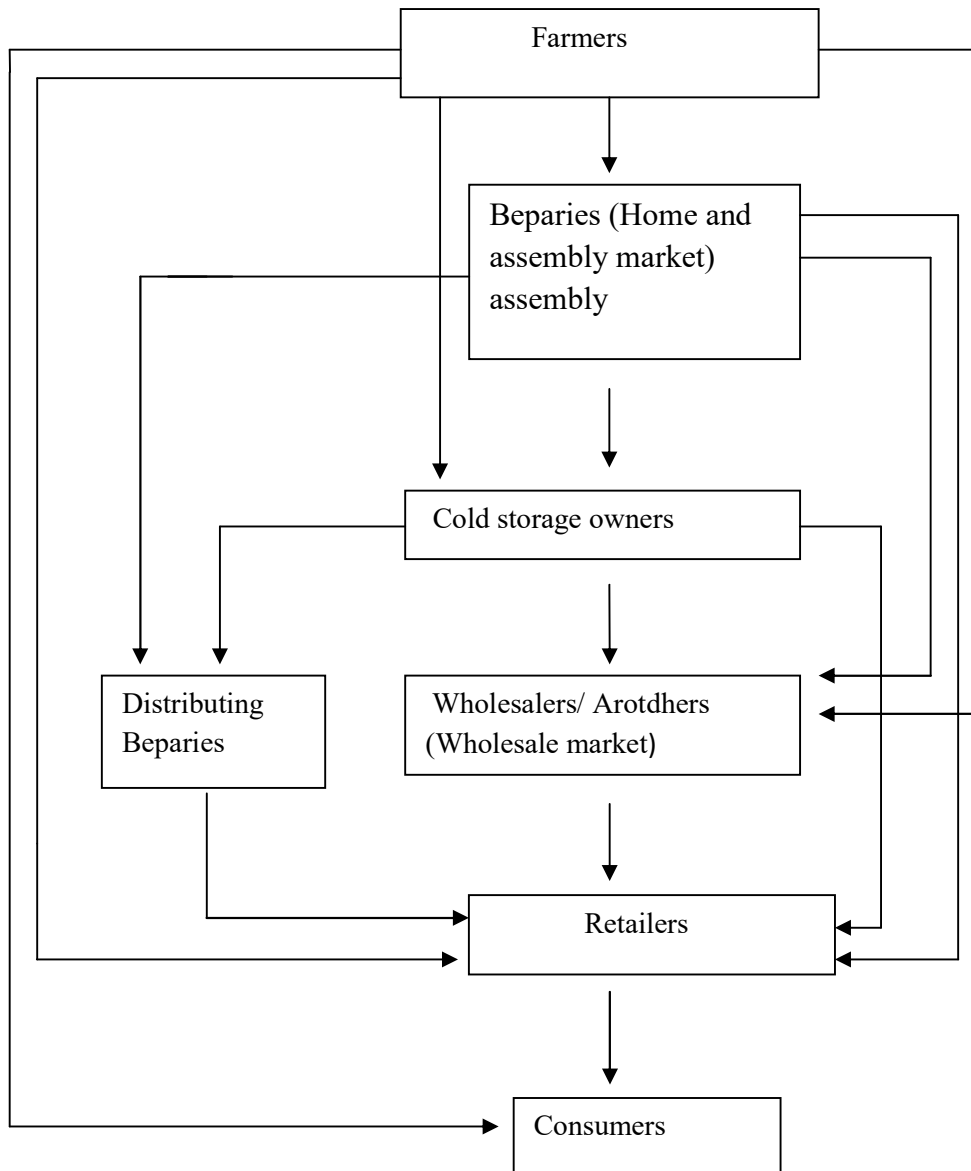 Farmers
Beparies (Home and
assembly market)
assembly
Cold storage owners
Distributing
Beparies
Wholesalers/ Arotdhers
(Wholesale market)
Retailers
Consumers